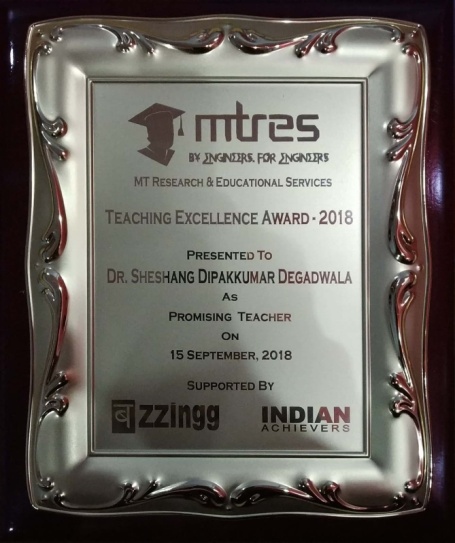 mtres
BY ENGINEERS, FOR ENGINEERS
MT RESEARCH & EDUCATIONAL SERVICES
TEACHING EXCELLENCE AWARD - 2018
PRESENTED TO
DR. SHESHANG DIPAKKUMAR DEGADWALA
AS
PROMISING TEACHER
ON
15 SEPTEMBER, 2018
SUPPORTED BY
बzzingg
INDIAN
ACHIEVERS